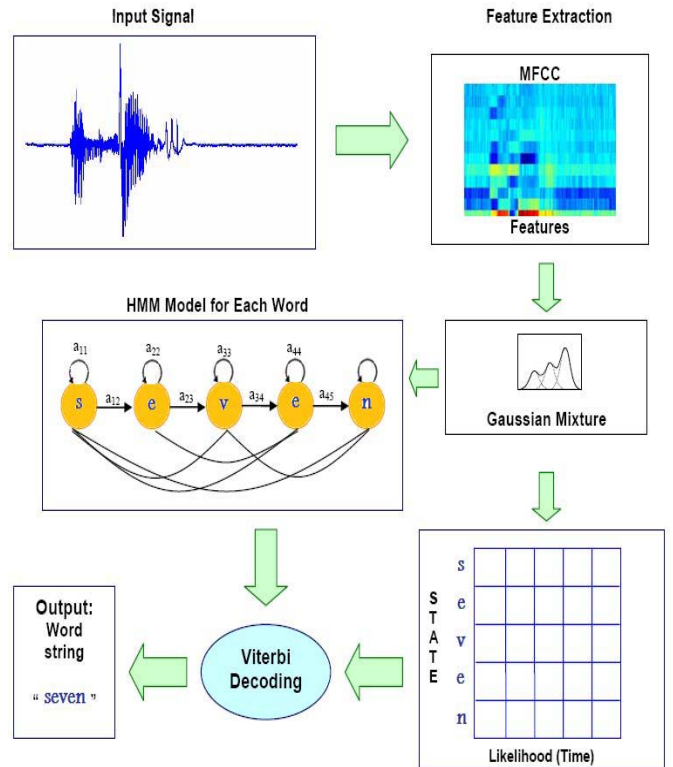 Input Signal
Feature Extraction
MFCC
Features
HMM Model for Each Word
a11 a22 a33 a44
s a12 e a23 v a34 e a45 n
Gaussian Mixture
STATE
s
e
v
e
n
Likelihood (Time)
Viterbi
Decoding
Output:
Word
string
" seven "